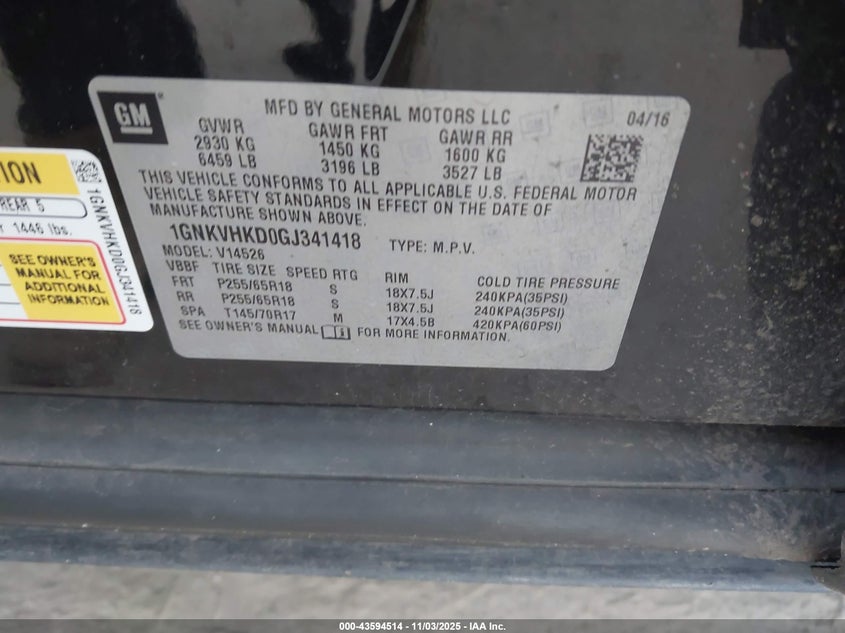 GM
MFD BY GENERAL MOTORS LLC
04/16
GVWR GAWR FRT GAWR RR
2930 KG 1450 KG 1600 KG
6459 LB 3196 LB 3527 LB
THIS VEHICLE CONFORMS TO ALL APPLICABLE U.S. FEDERAL MOTOR
VEHICLE SAFETY STANDARDS IN EFFECT ON THE DATE OF
MANUFACTURE SHOWN ABOVE.
1GNKVHKD0GJ341418 TYPE: M.P.V.
MODEL: V14526
VBBF TIRE SIZE SPEED RTG RIM COLD TIRE PRESSURE
FRT P255/65R18 S 18X7.5J 240KPA(35PSI)
RR P255/65R18 S 18X7.5J 240KPA(35PSI)
SPA T145/70R17 M 17X4.5B 420KPA(60PSI)
SEE OWNER'S MANUAL FOR MORE INFORMATION.
REAR 5
1446 lbs.
SEE OWNER'S
MANUAL FOR
ADDITIONAL
INFORMATION
1GNKVHKD0GJ341418
000-43594514 - 11/03/2025 - IAA Inc.